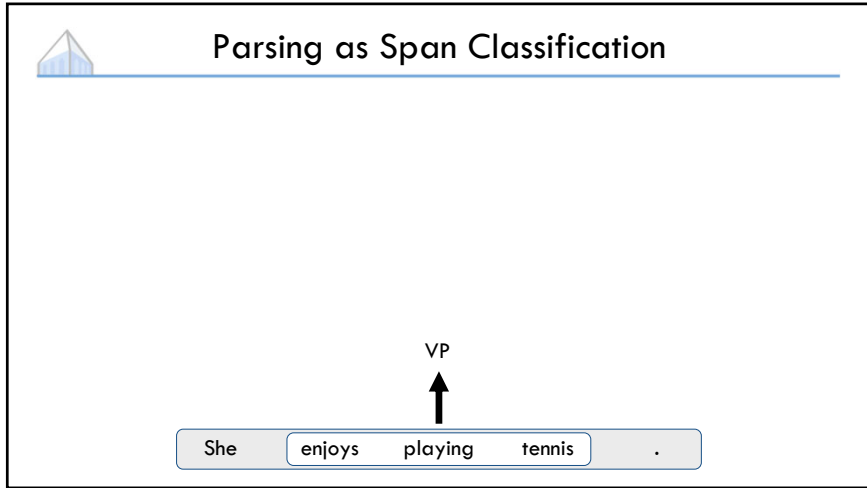 Parsing as Span Classification
VP
She enjoys playing tennis .